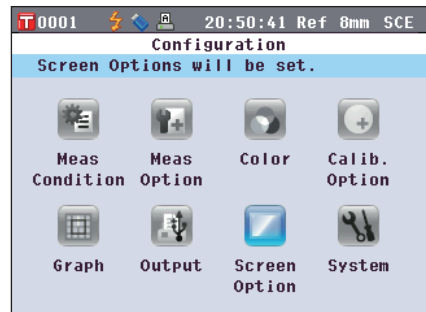 T 0001 A 20:50:41 Ref 8mm SCE
Configuration
Screen Options will be set.
Meas Condition
Meas Option
Color
Calib. Option
Graph
Output
Screen Option
System